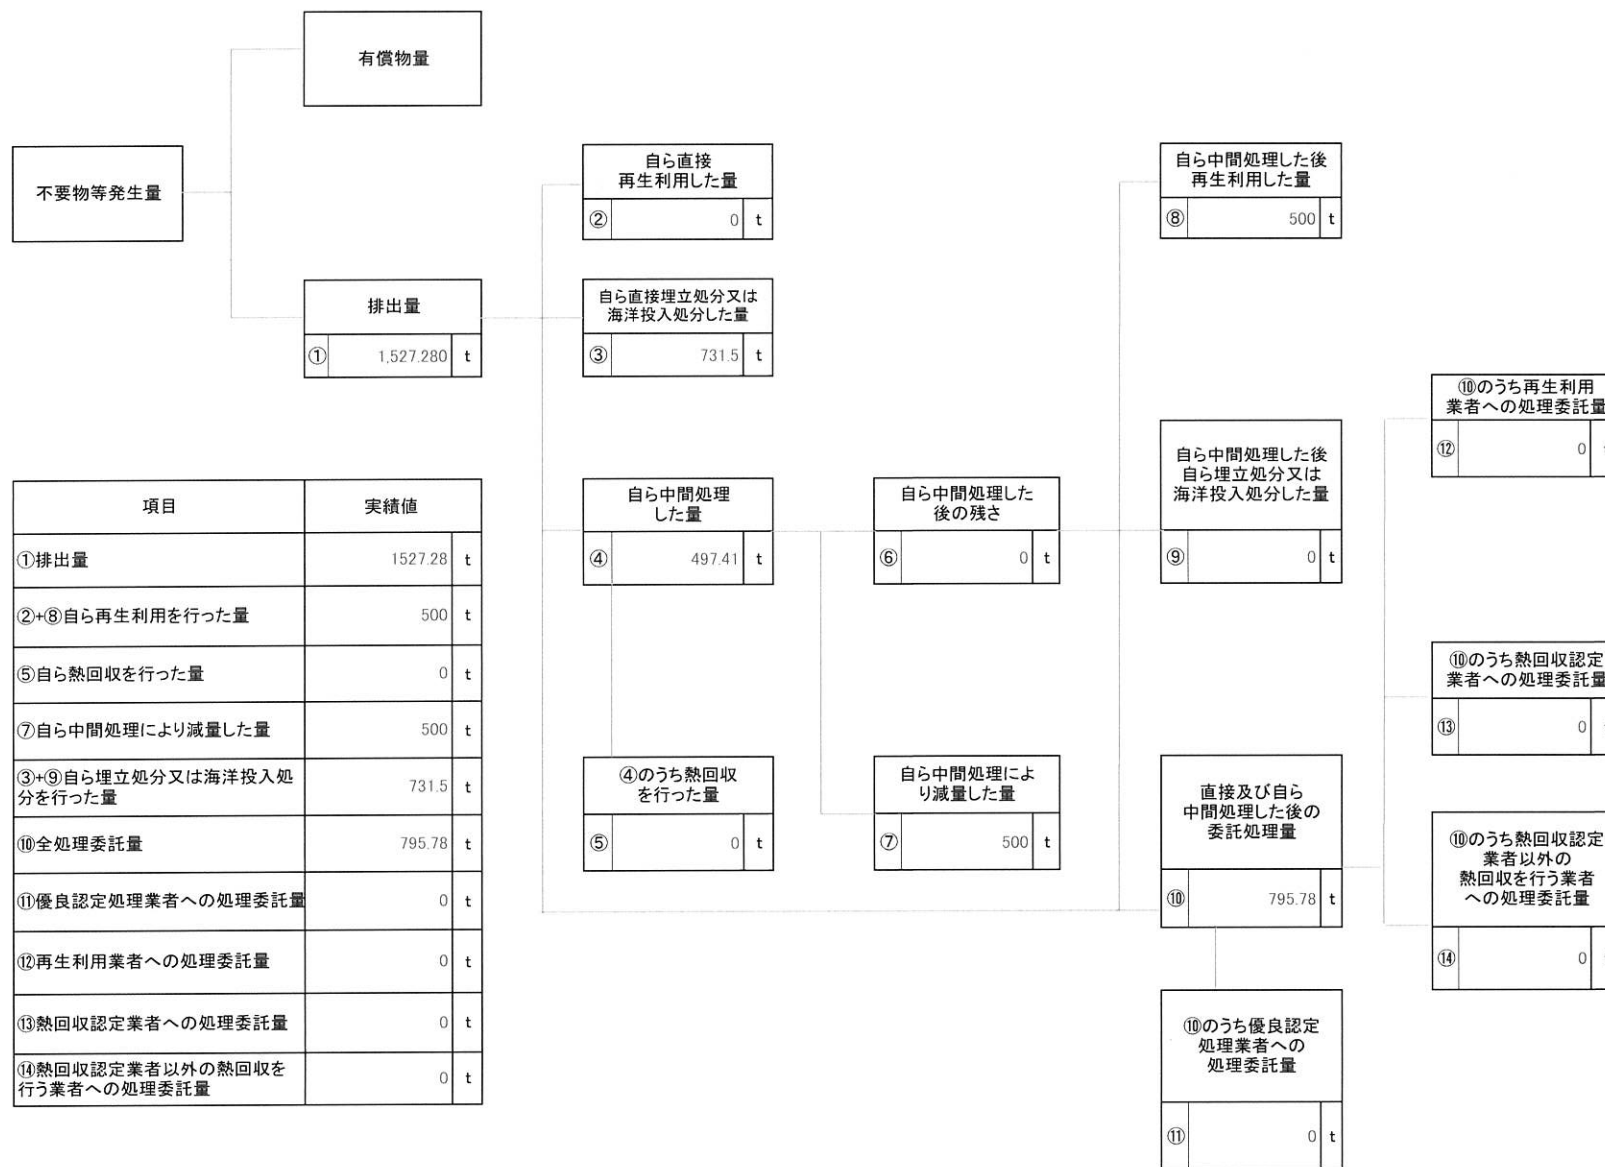 有償物量
不要物等発生量
排出量
① 1,527.280 t
自ら直接
再生利用した量
② 0 t
自ら直接埋立処分又は
海洋投入処分した量
③ 731.5 t
自ら中間処理
した量
④ 497.41 t
④のうち熱回収
を行った量
⑤ 0 t
自ら中間処理した
後の残さ
⑥ 0 t
自ら中間処理によ
り減量した量
⑦ 500 t
自ら中間処理した後
再生利用した量
⑧ 500 t
自ら中間処理した後
自ら埋立処分又は
海洋投入処分した量
⑨ 0 t
直接及び自ら
中間処理した後の
委託処理量
⑩ 795.78 t
⑩のうち優良認定
処理業者への
処理委託量
⑪ 0 t
⑩のうち再生利用
業者への処理委託量
⑫ 0
⑩のうち熱回収認定
業者への処理委託量
⑬ 0
⑩のうち熱回収認定
業者以外の
熱回収を行う業者
への処理委託量
⑭ 0
項目 実績値
①排出量 1527.28 t
②+⑧自ら再生利用を行った量 500 t
⑤自ら熱回収を行った量 0 t
⑦自ら中間処理により減量した量 500 t
③+⑨自ら埋立処分又は海洋投入処
分を行った量 731.5 t
⑩全処理委託量 795.78 t
⑪優良認定処理業者への処理委託量 0 t
⑫再生利用業者への処理委託量 0 t
⑬熱回収認定業者への処理委託量 0 t
⑭熱回収認定業者以外の熱回収を
行う業者への処理委託量 0 t